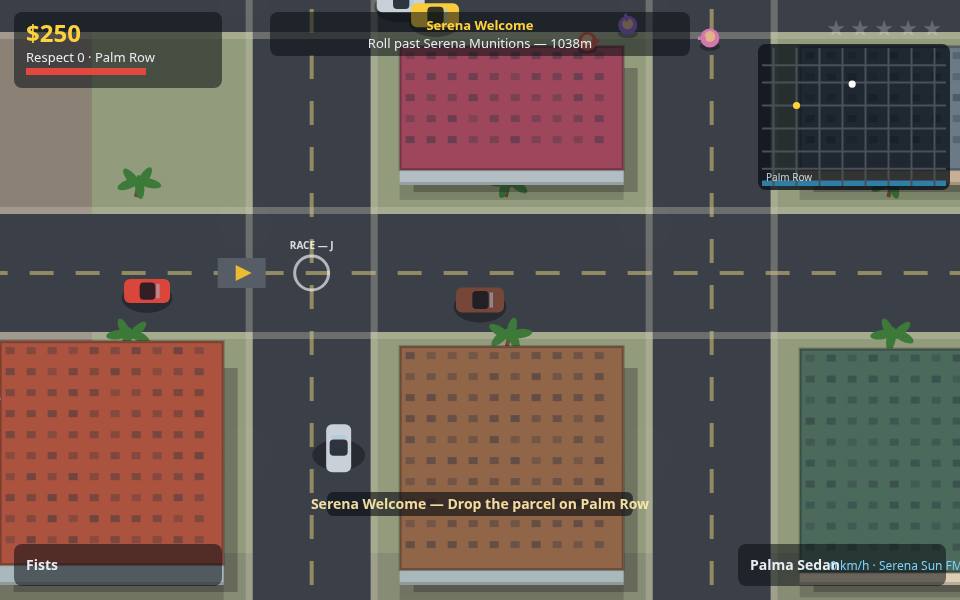 $250
Respect 0 · Palm Row
Serena Welcome
Roll past Serena Munitions — 1038m
★★★★★
Palm Row
RACE — J
Serena Welcome — Drop the parcel on Palm Row
Fists
Palma Sedan
km/h · Serena Sun FM